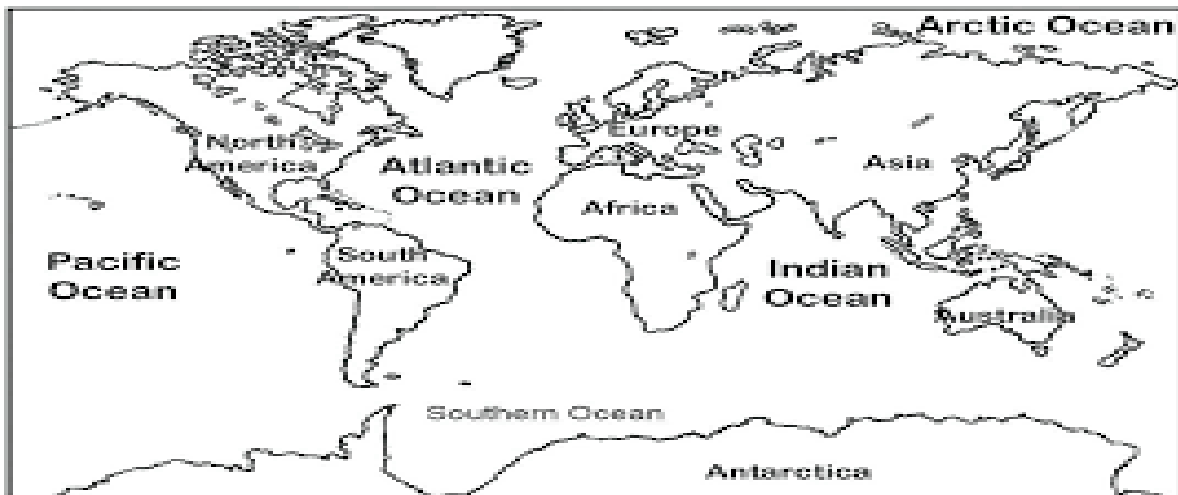 Arctic Ocean
North
America
Europe
Asia
Atlantic
Ocean
Africa
Pacific
Ocean
South
America
Indian
Ocean
Australia
Southern Ocean
Antarctica